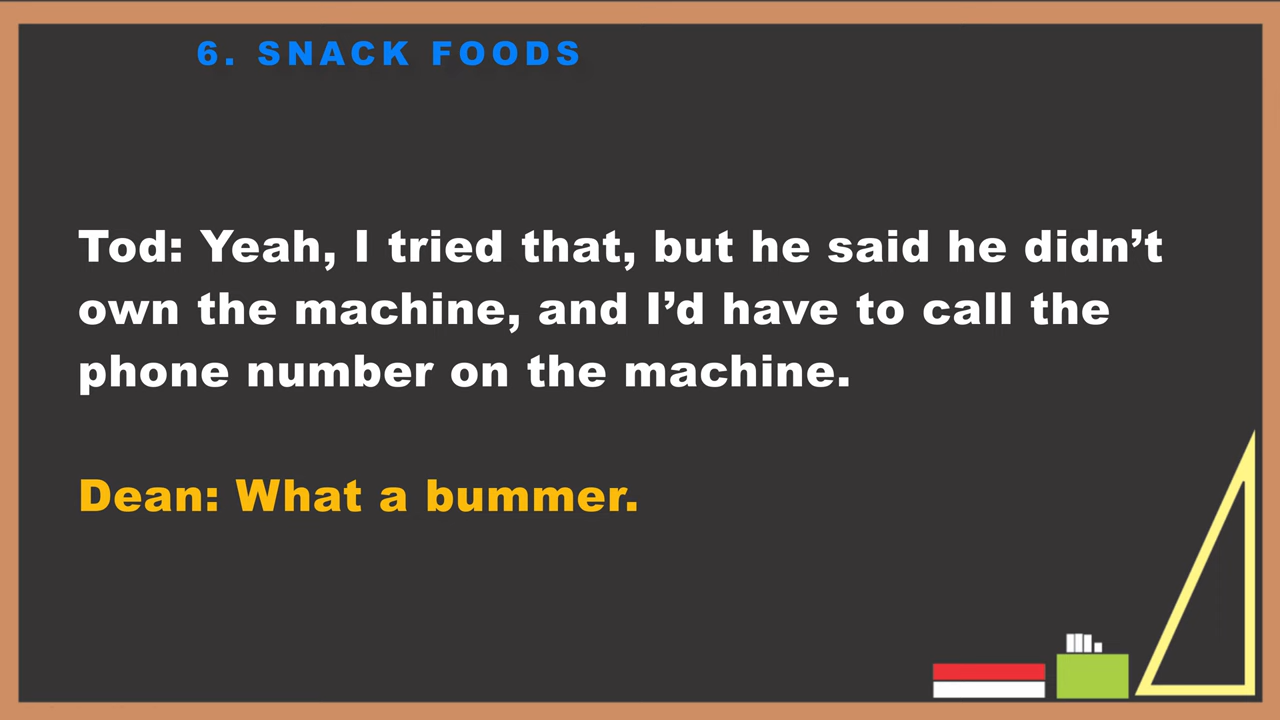 6. SNACK FOODS
Tod: Yeah, I tried that, but he said he didn’t
own the machine, and I’d have to call the
phone number on the machine.
Dean: What a bummer.